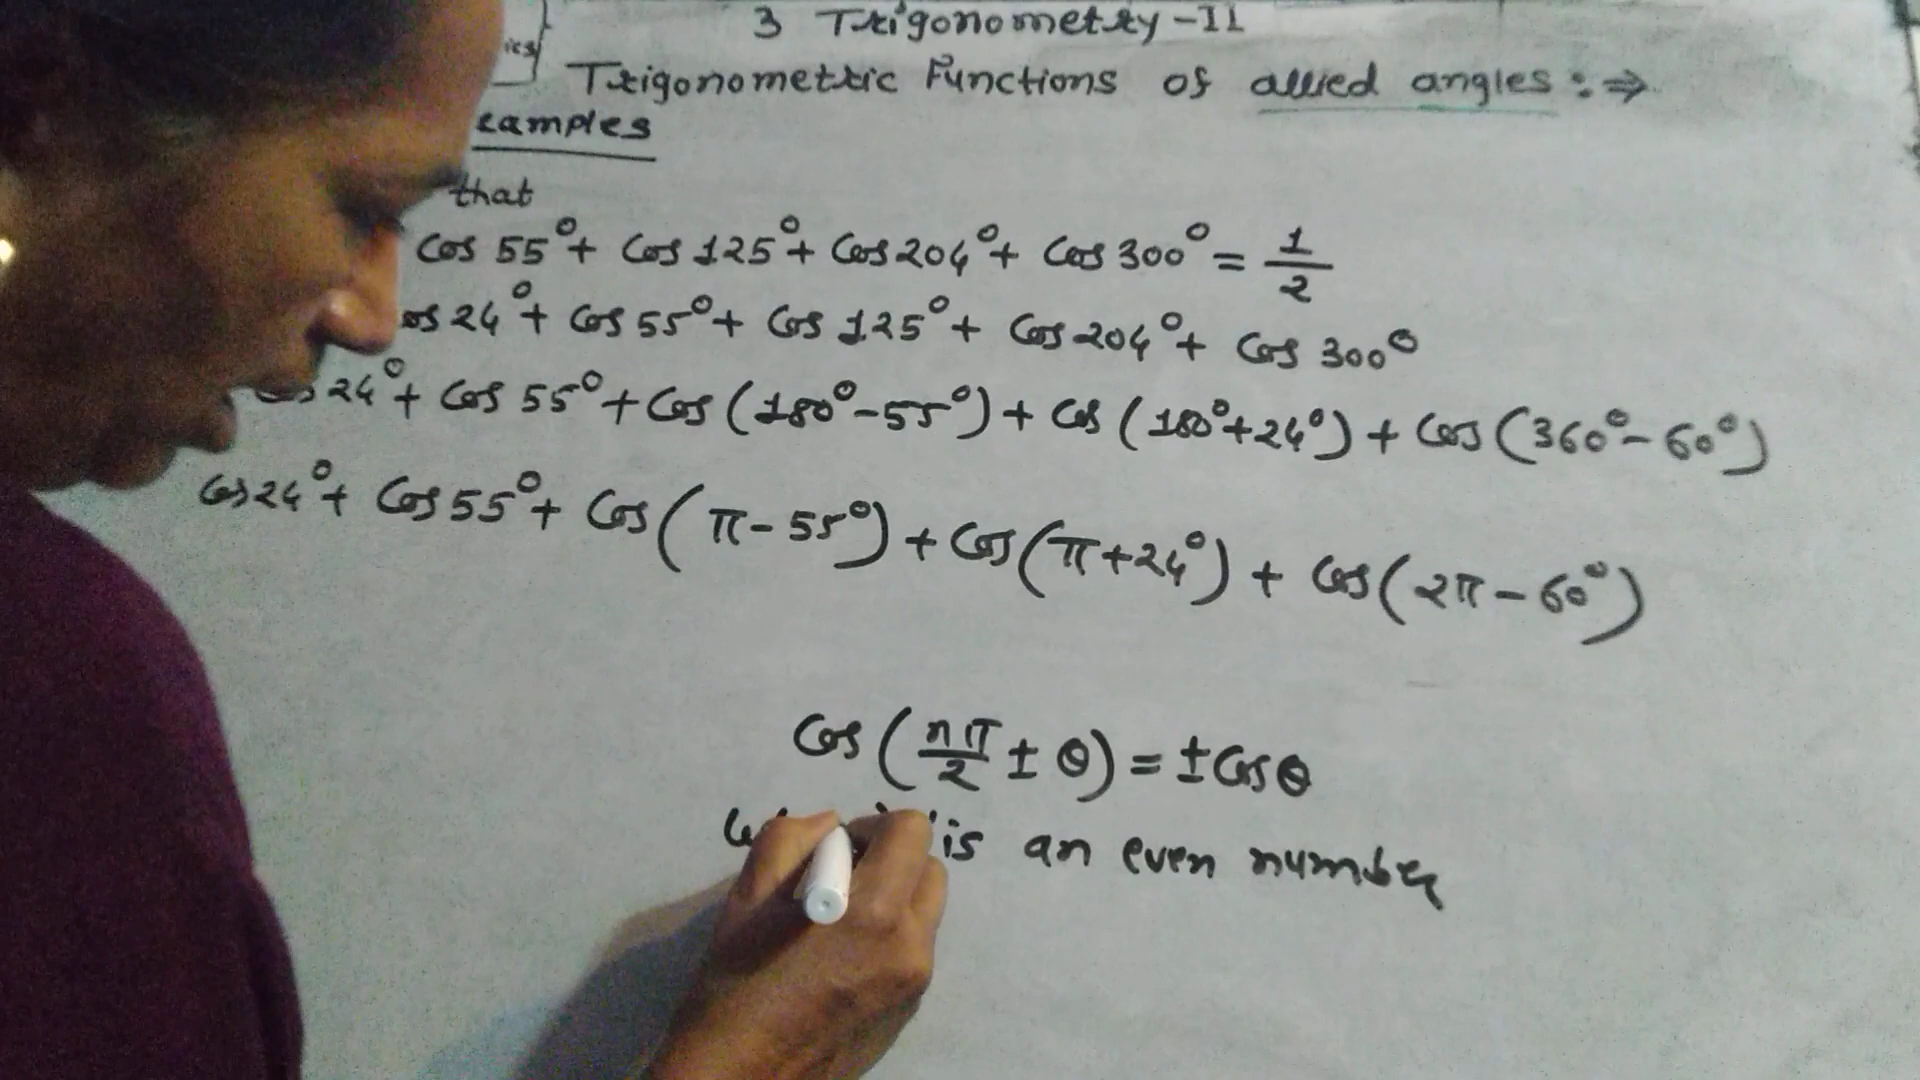 3 Trigonometry-II
Trigonometric Functions of allied angles :⇒
that
cos 55° + cos 125° + cos 204° + cos 300° = 1/2
24° + cos 55° + cos 125° + cos 204° + cos 300°
24° + cos 55° + cos (180° - 55°) + cos (180° + 24°) + cos (360° - 60°)
cos 24° + cos 55° + cos (π - 55°) + cos (π + 24°) + cos (2π - 60°)
cos (nπ/2 ± θ) = ± cos θ
is an even number